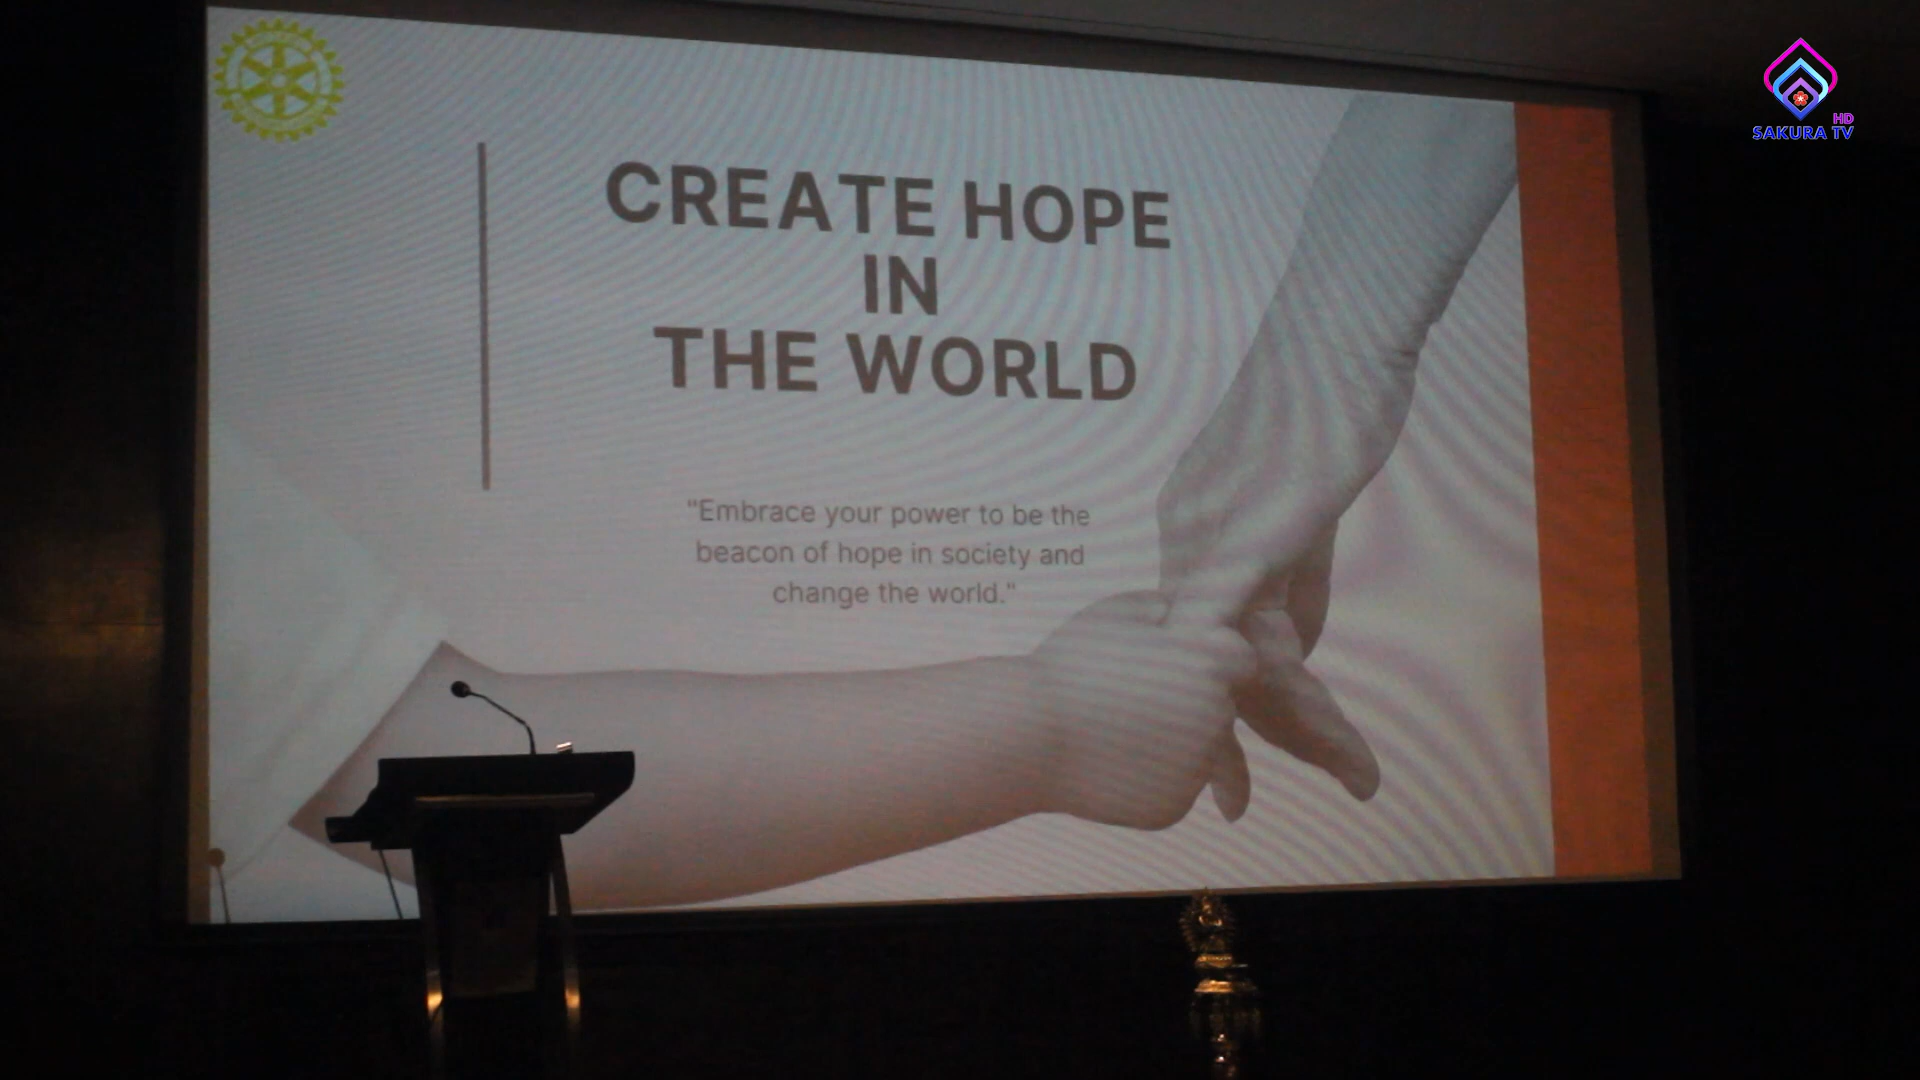 CREATE HOPE
IN
THE WORLD
"Embrace your power to be the
beacon of hope in society and
change the world."
HD
SAKURA TV